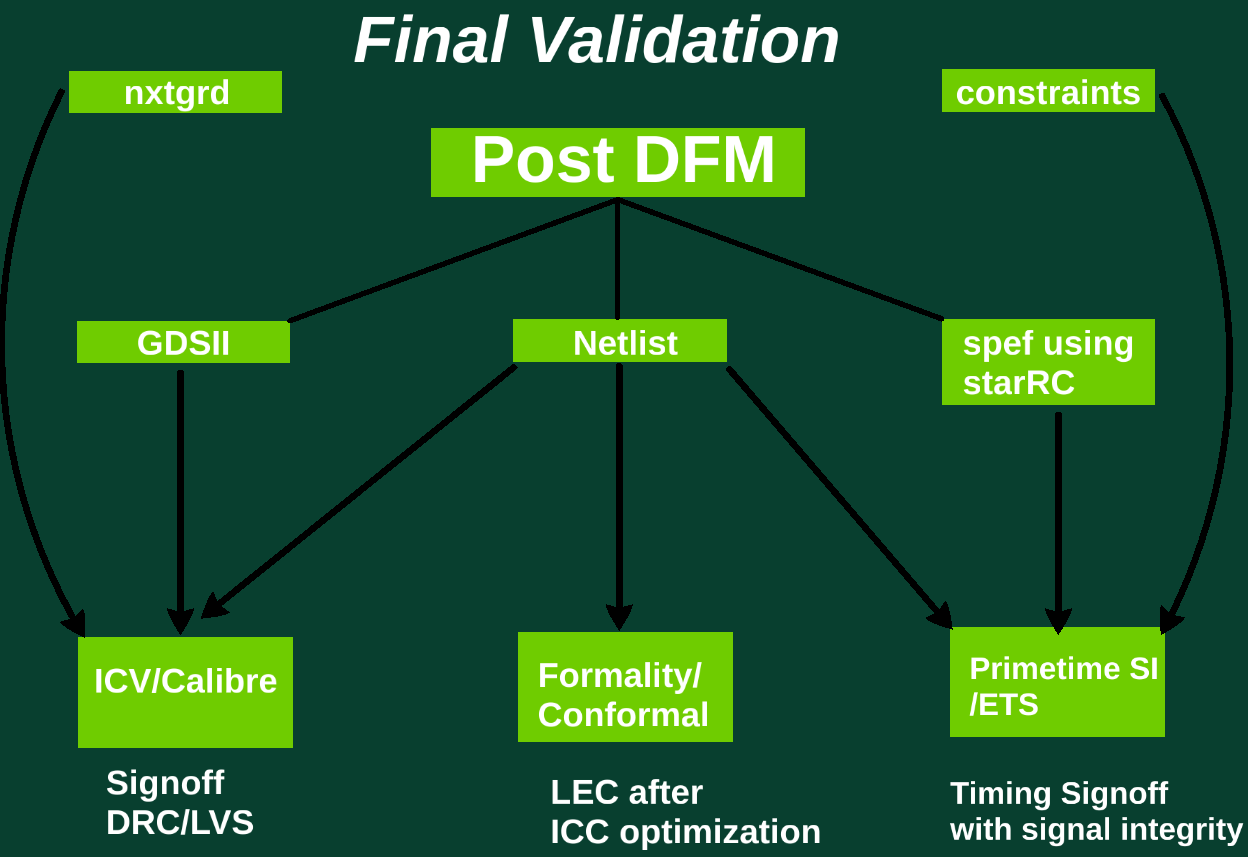 Final Validation
nxtgrd
constraints
Post DFM
GDSII
Netlist
spef using
starRC
ICV/Calibre
Formality/
Conformal
Primetime SI
/ETS
Signoff
DRC/LVS
LEC after
ICC optimization
Timing Signoff
with signal integrity